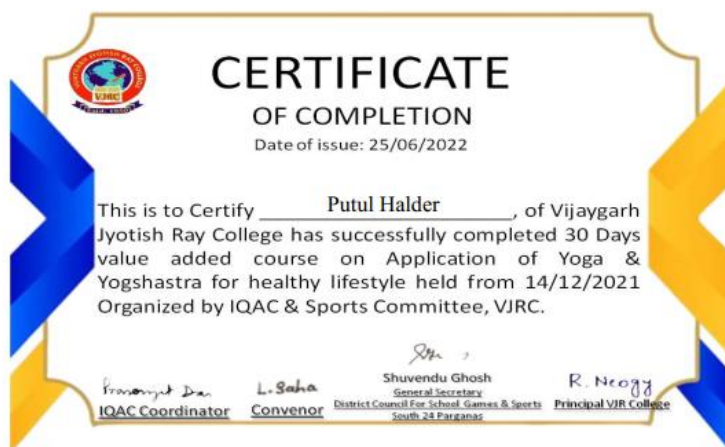 VJRC
CERTIFICATE
OF COMPLETION
Date of issue: 25/06/2022
This is to Certify Putul Halder, of Vijaygarh
Jyotish Ray College has successfully completed 30 Days
value added course on Application of Yoga &
Yogshastra for healthy lifestyle held from 14/12/2021
Organized by IQAC & Sports Committee, VJRC.
Prasenjit Das
IQAC Coordinator
L. Saha
Convenor
Shuvendu Ghosh
General Secretary
District Council For School Games & Sports
South 24 Parganas
R. Neogy
Principal VJR College